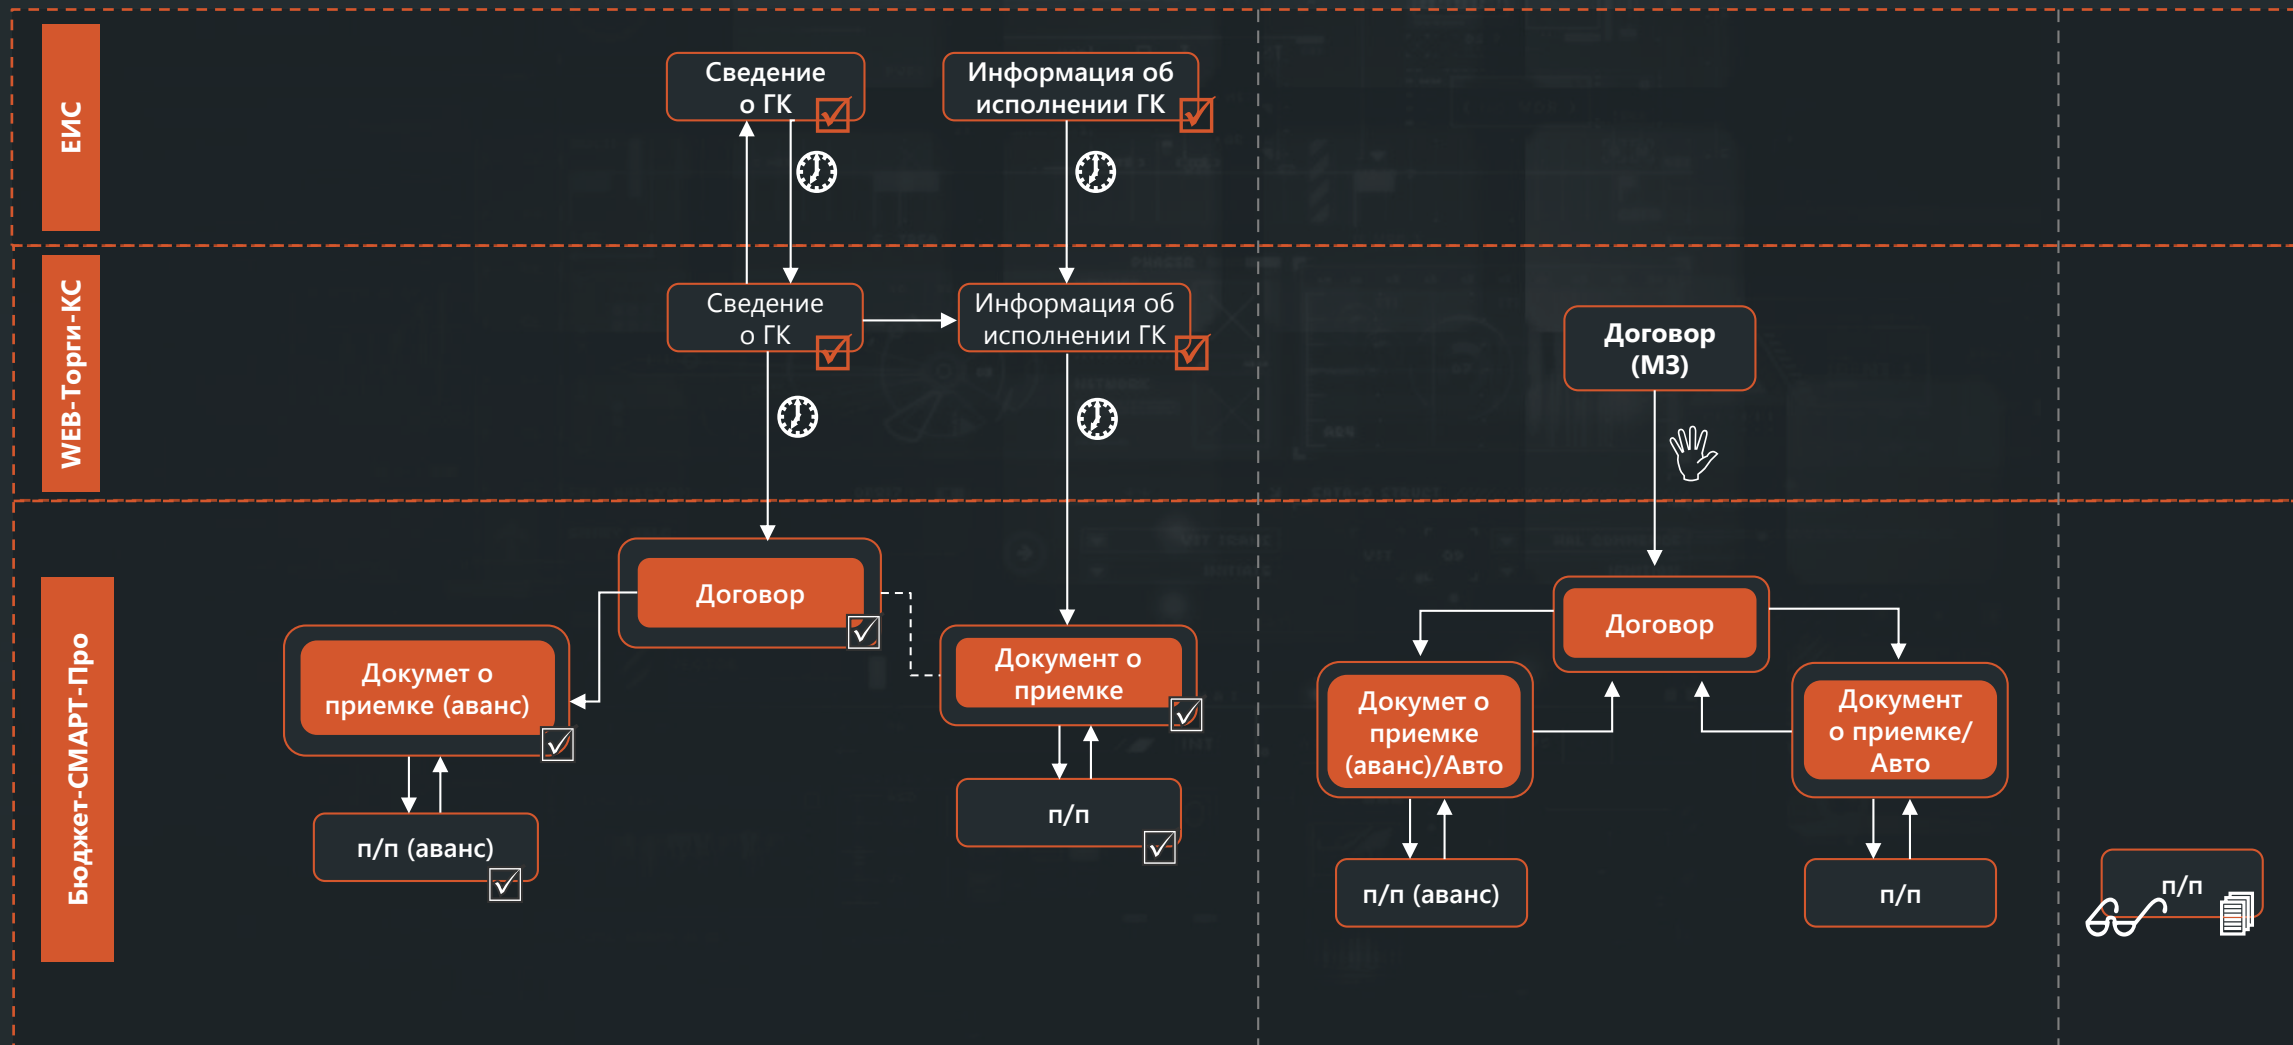 ЕИС
Сведение
о ГК
Информация об
исполнении ГК
WEB-Торги-КС
Сведение
о ГК
Информация об
исполнении ГК
Договор
(МЗ)
Бюджет-СМАРТ-Про
Договор
Докумет о
приемке (аванс)
п/п (аванс)
Документ о
приемке
п/п
Договор
Докумет о
приемке
(аванс)/Авто
Документ
о приемке/
Авто
п/п (аванс)
п/п
п/п